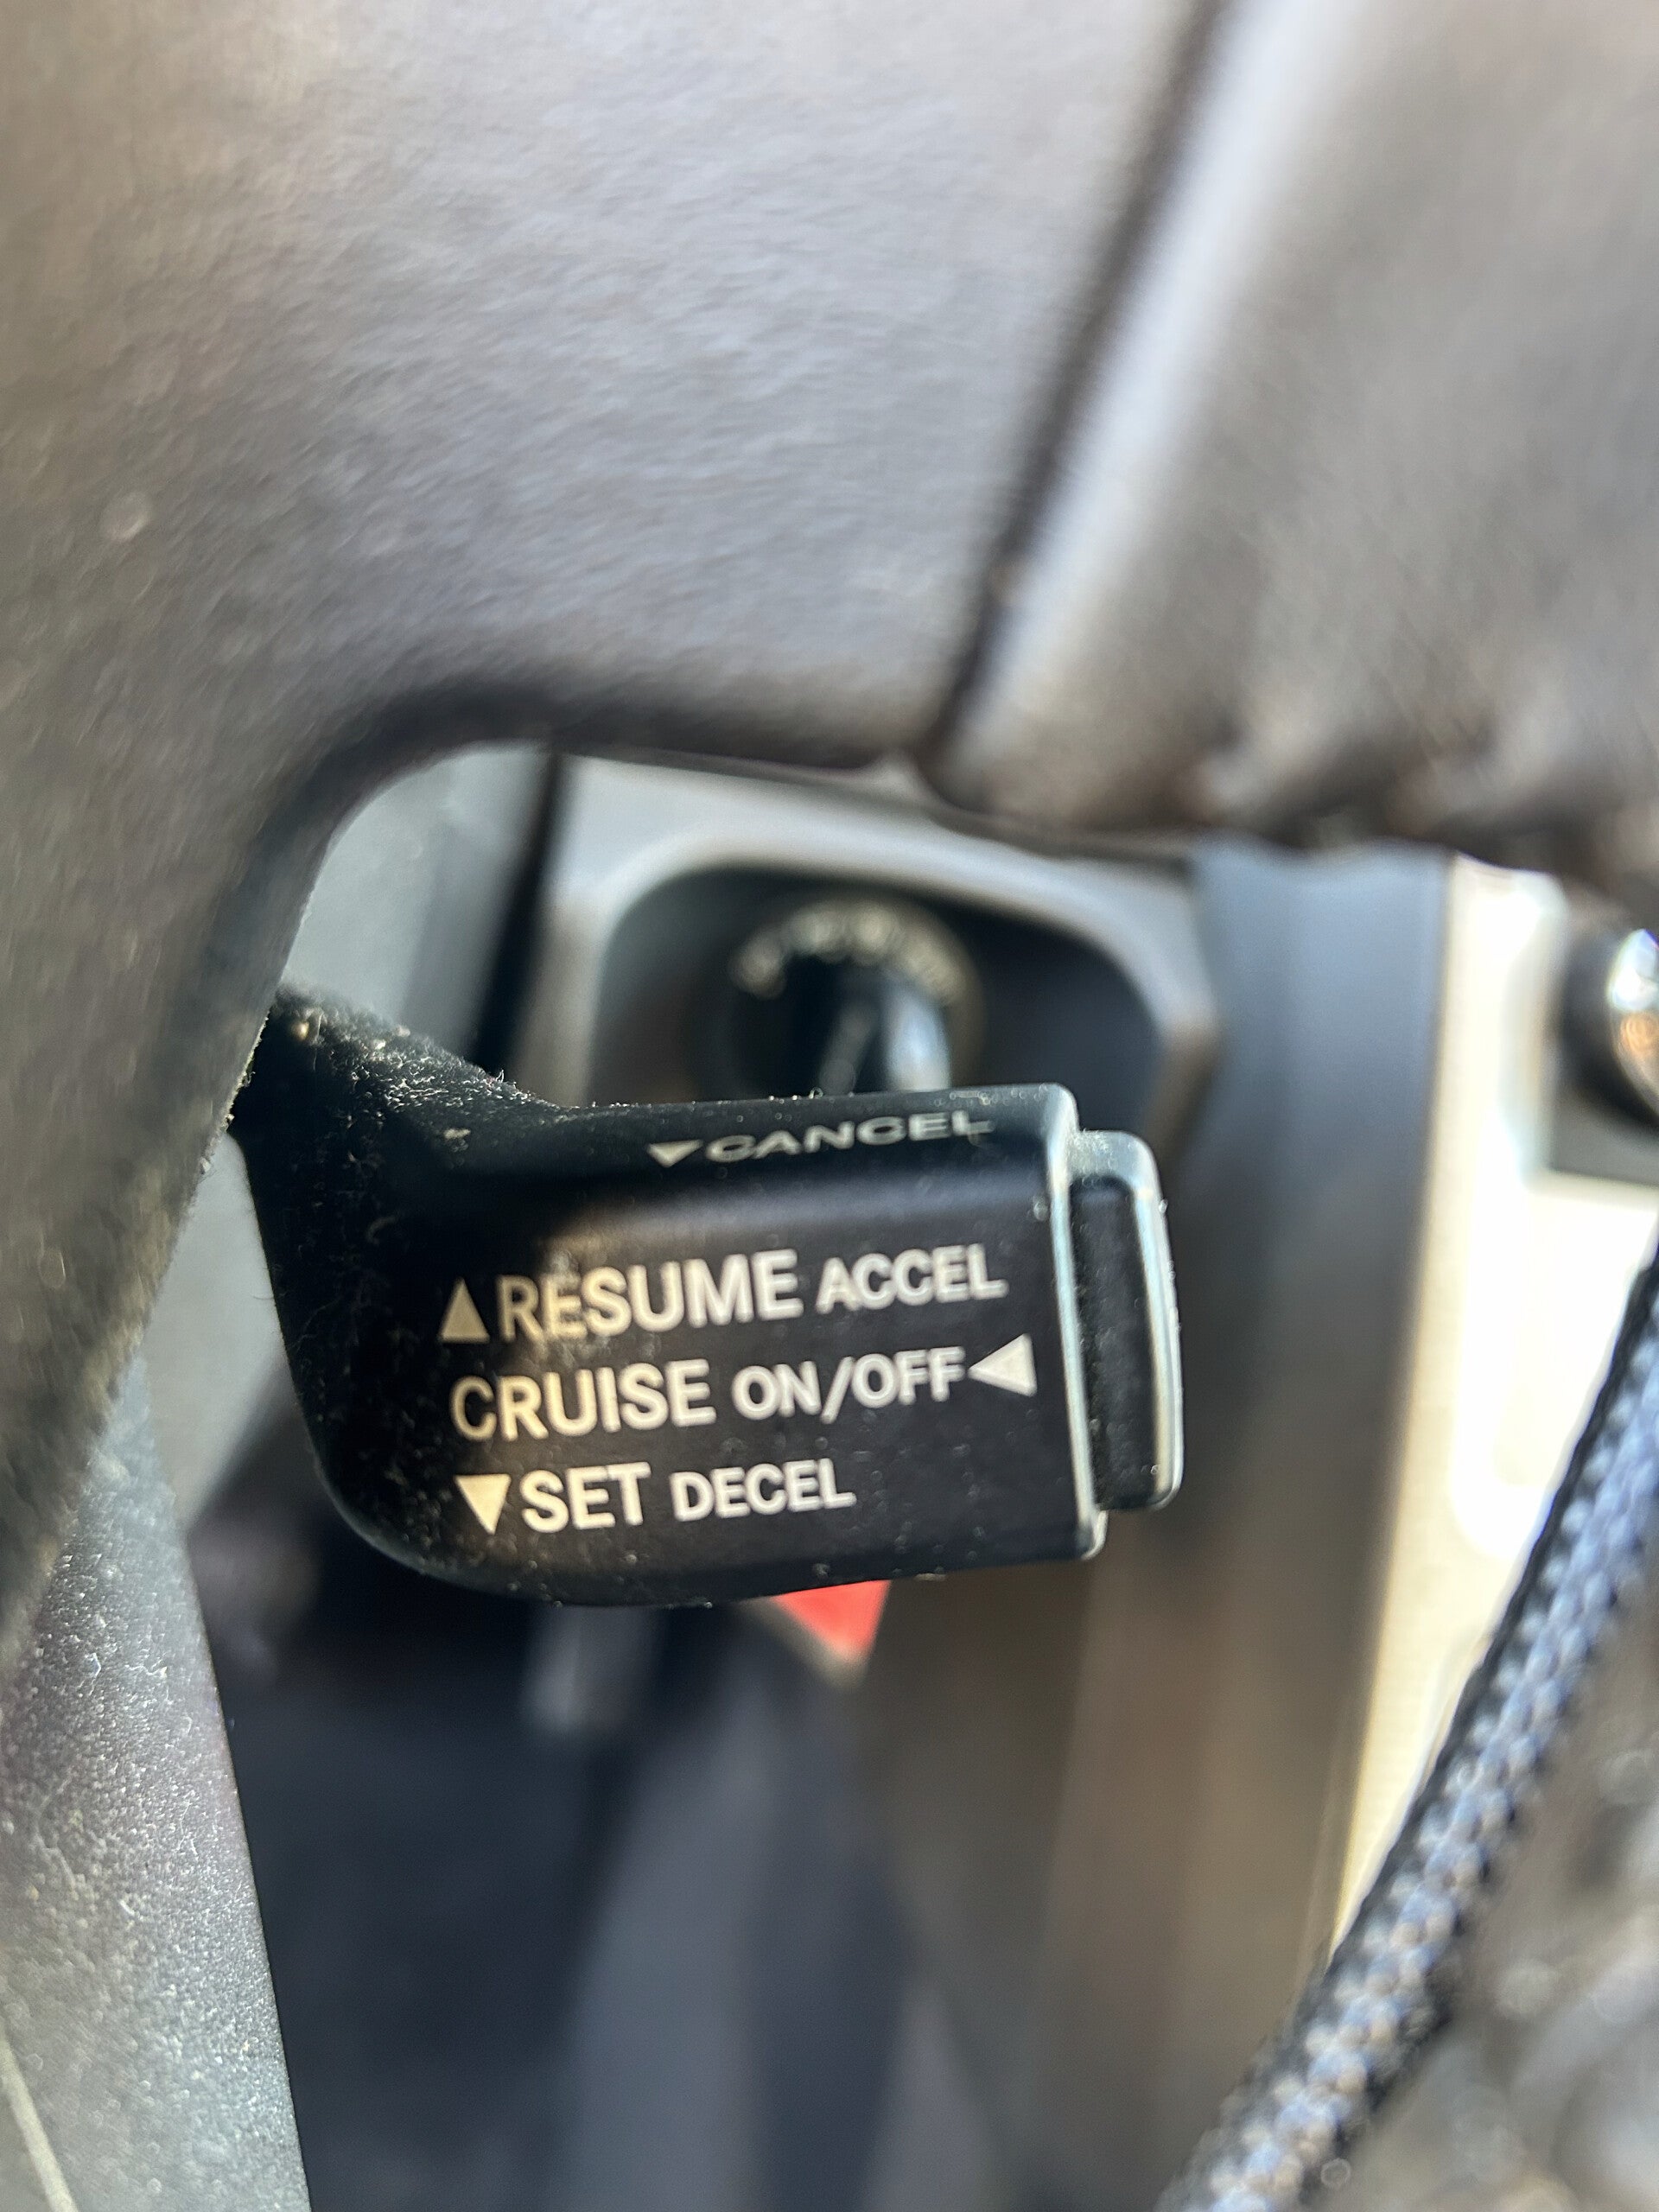 ▼CANCEL
▲RESUME ACCEL
CRUISE ON/OFF◀
▼SET DECEL